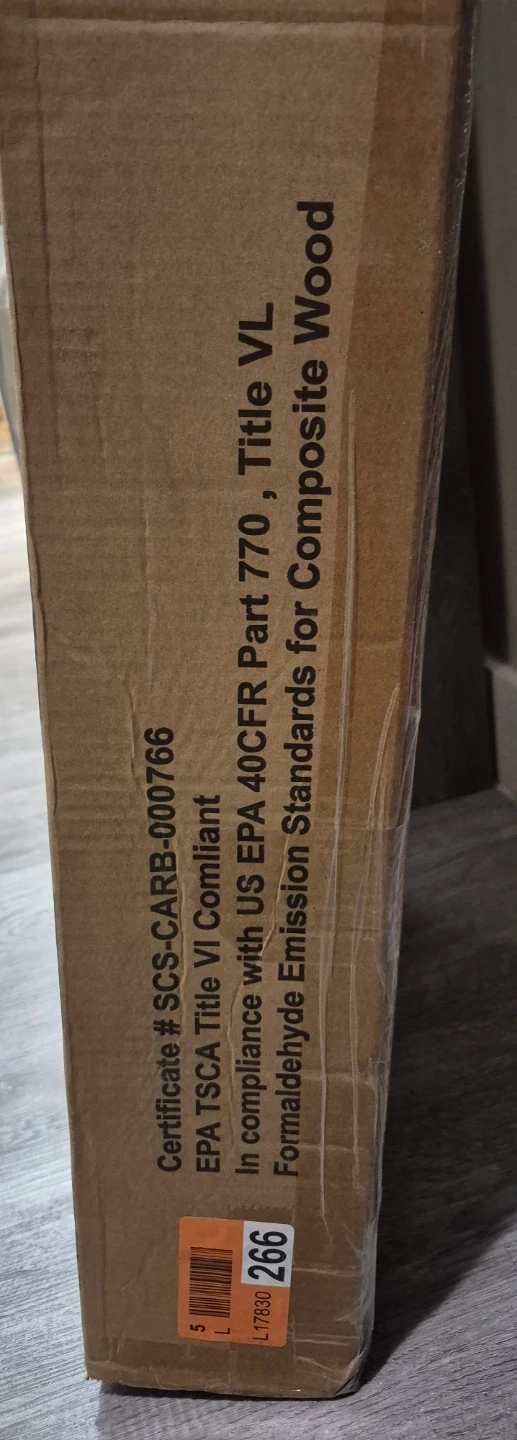 Certificate # SCS-CARB-000766
EPA TSCA Title VI Comliant
In compliance with US EPA 40CFR Part 770 , Title VL
Formaldehyde Emission Standards for Composite Wood
5
L
L17830 266